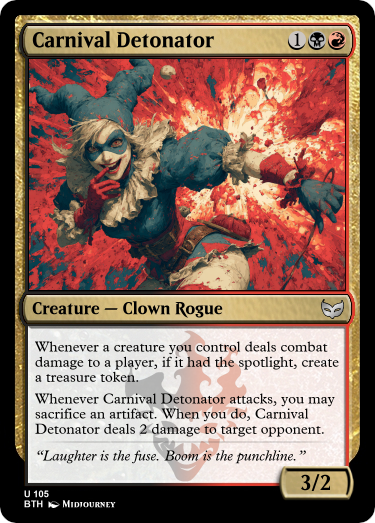 Carnival Detonator 1
Creature — Clown Rogue
Whenever a creature you control deals combat
damage to a player, if it had the spotlight, create
a treasure token.
Whenever Carnival Detonator attacks, you may
sacrifice an artifact. When you do, Carnival
Detonator deals 2 damage to target opponent.
“Laughter is the fuse. Boom is the punchline.”
3/2
U 105
BTH Midjourney